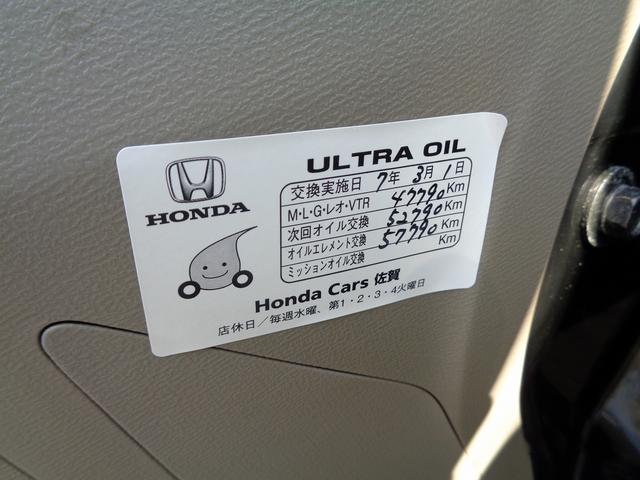 HONDA
ULTRA OIL
交換実施日 7年 3月 1日
M・L・G・レオ・VTR 47790 Km
次回オイル交換 52790 Km
オイルエレメント交換 57790 Km
ミッションオイル交換 Km
Honda Cars 佐賀
店休日/毎週水曜、第1・2・3・4火曜日